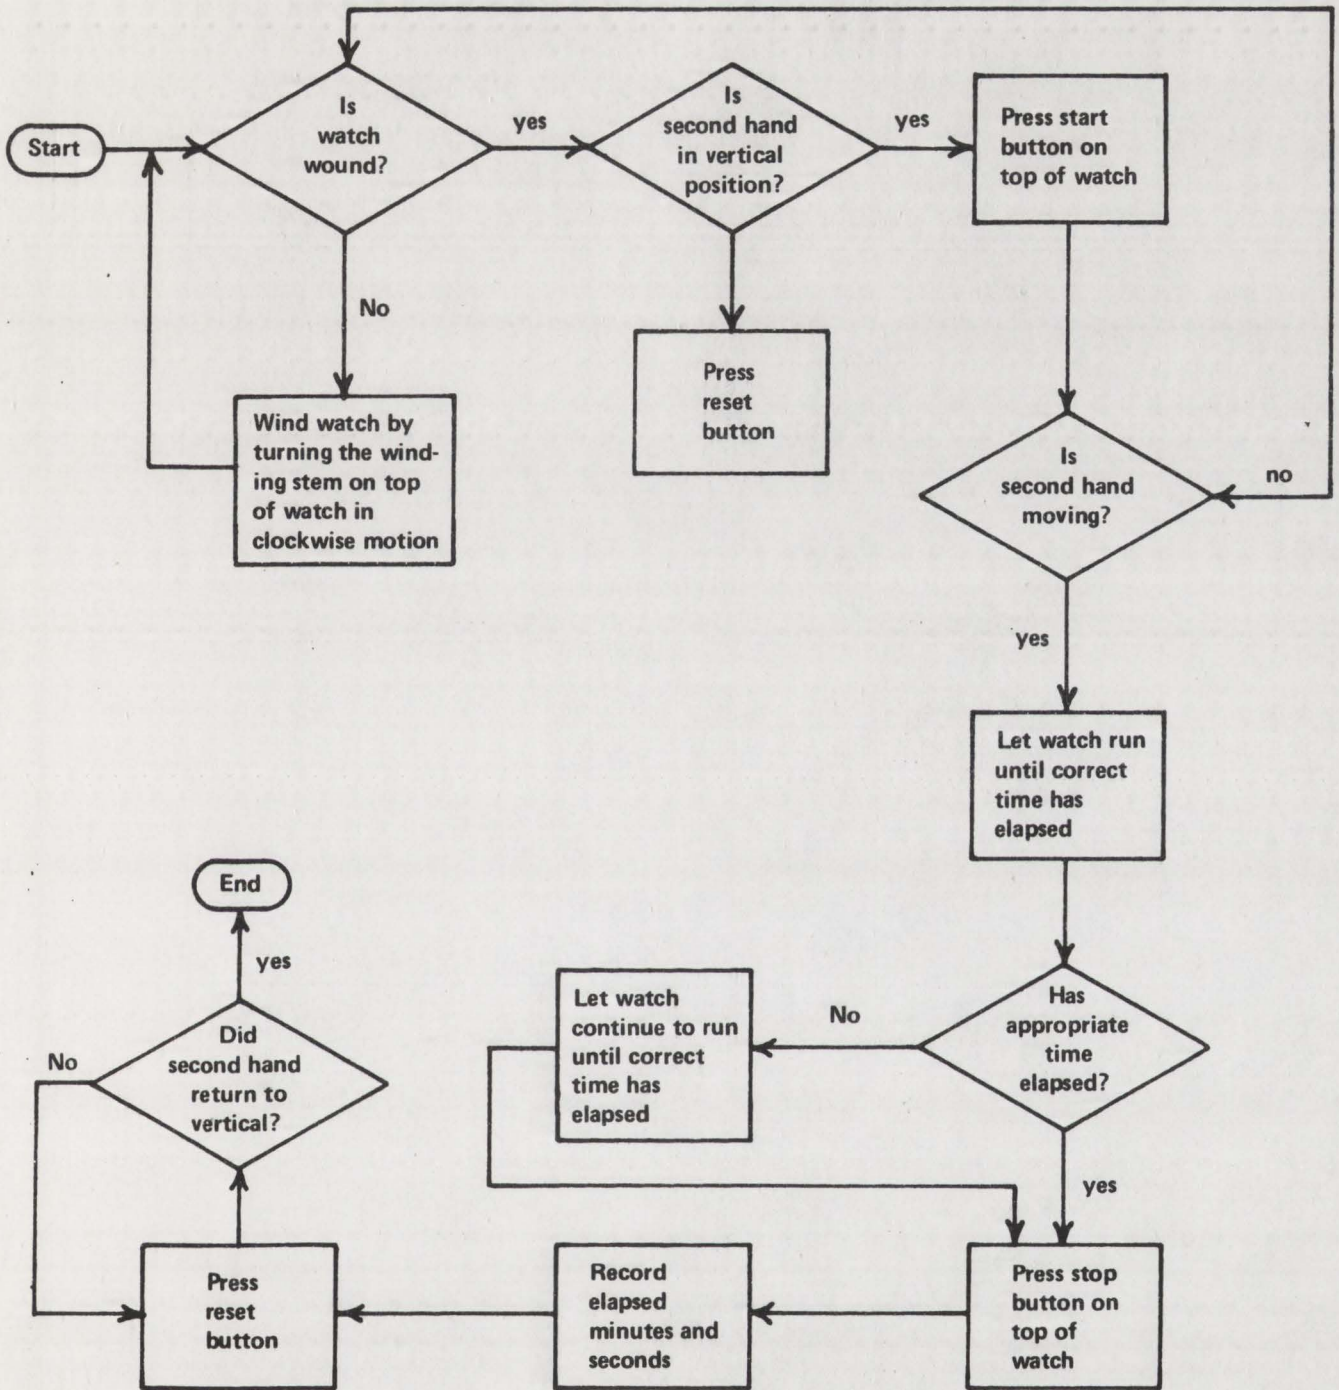 Start
Is
watch
wound?
yes
Is
second hand
in vertical
position?
yes
Press start
button on
top of watch
No
Wind watch by
turning the wind-
ing stem on top
of watch in
clockwise motion
Press
reset
button
Is
second hand
moving?
no
yes
Let watch run
until correct
time has
elapsed
Has
appropriate
time
elapsed?
No
Let watch
continue to run
until correct
time has
elapsed
yes
Press stop
button on
top of
watch
Record
elapsed
minutes and
seconds
Press
reset
button
Did
second hand
return to
vertical?
No
yes
End